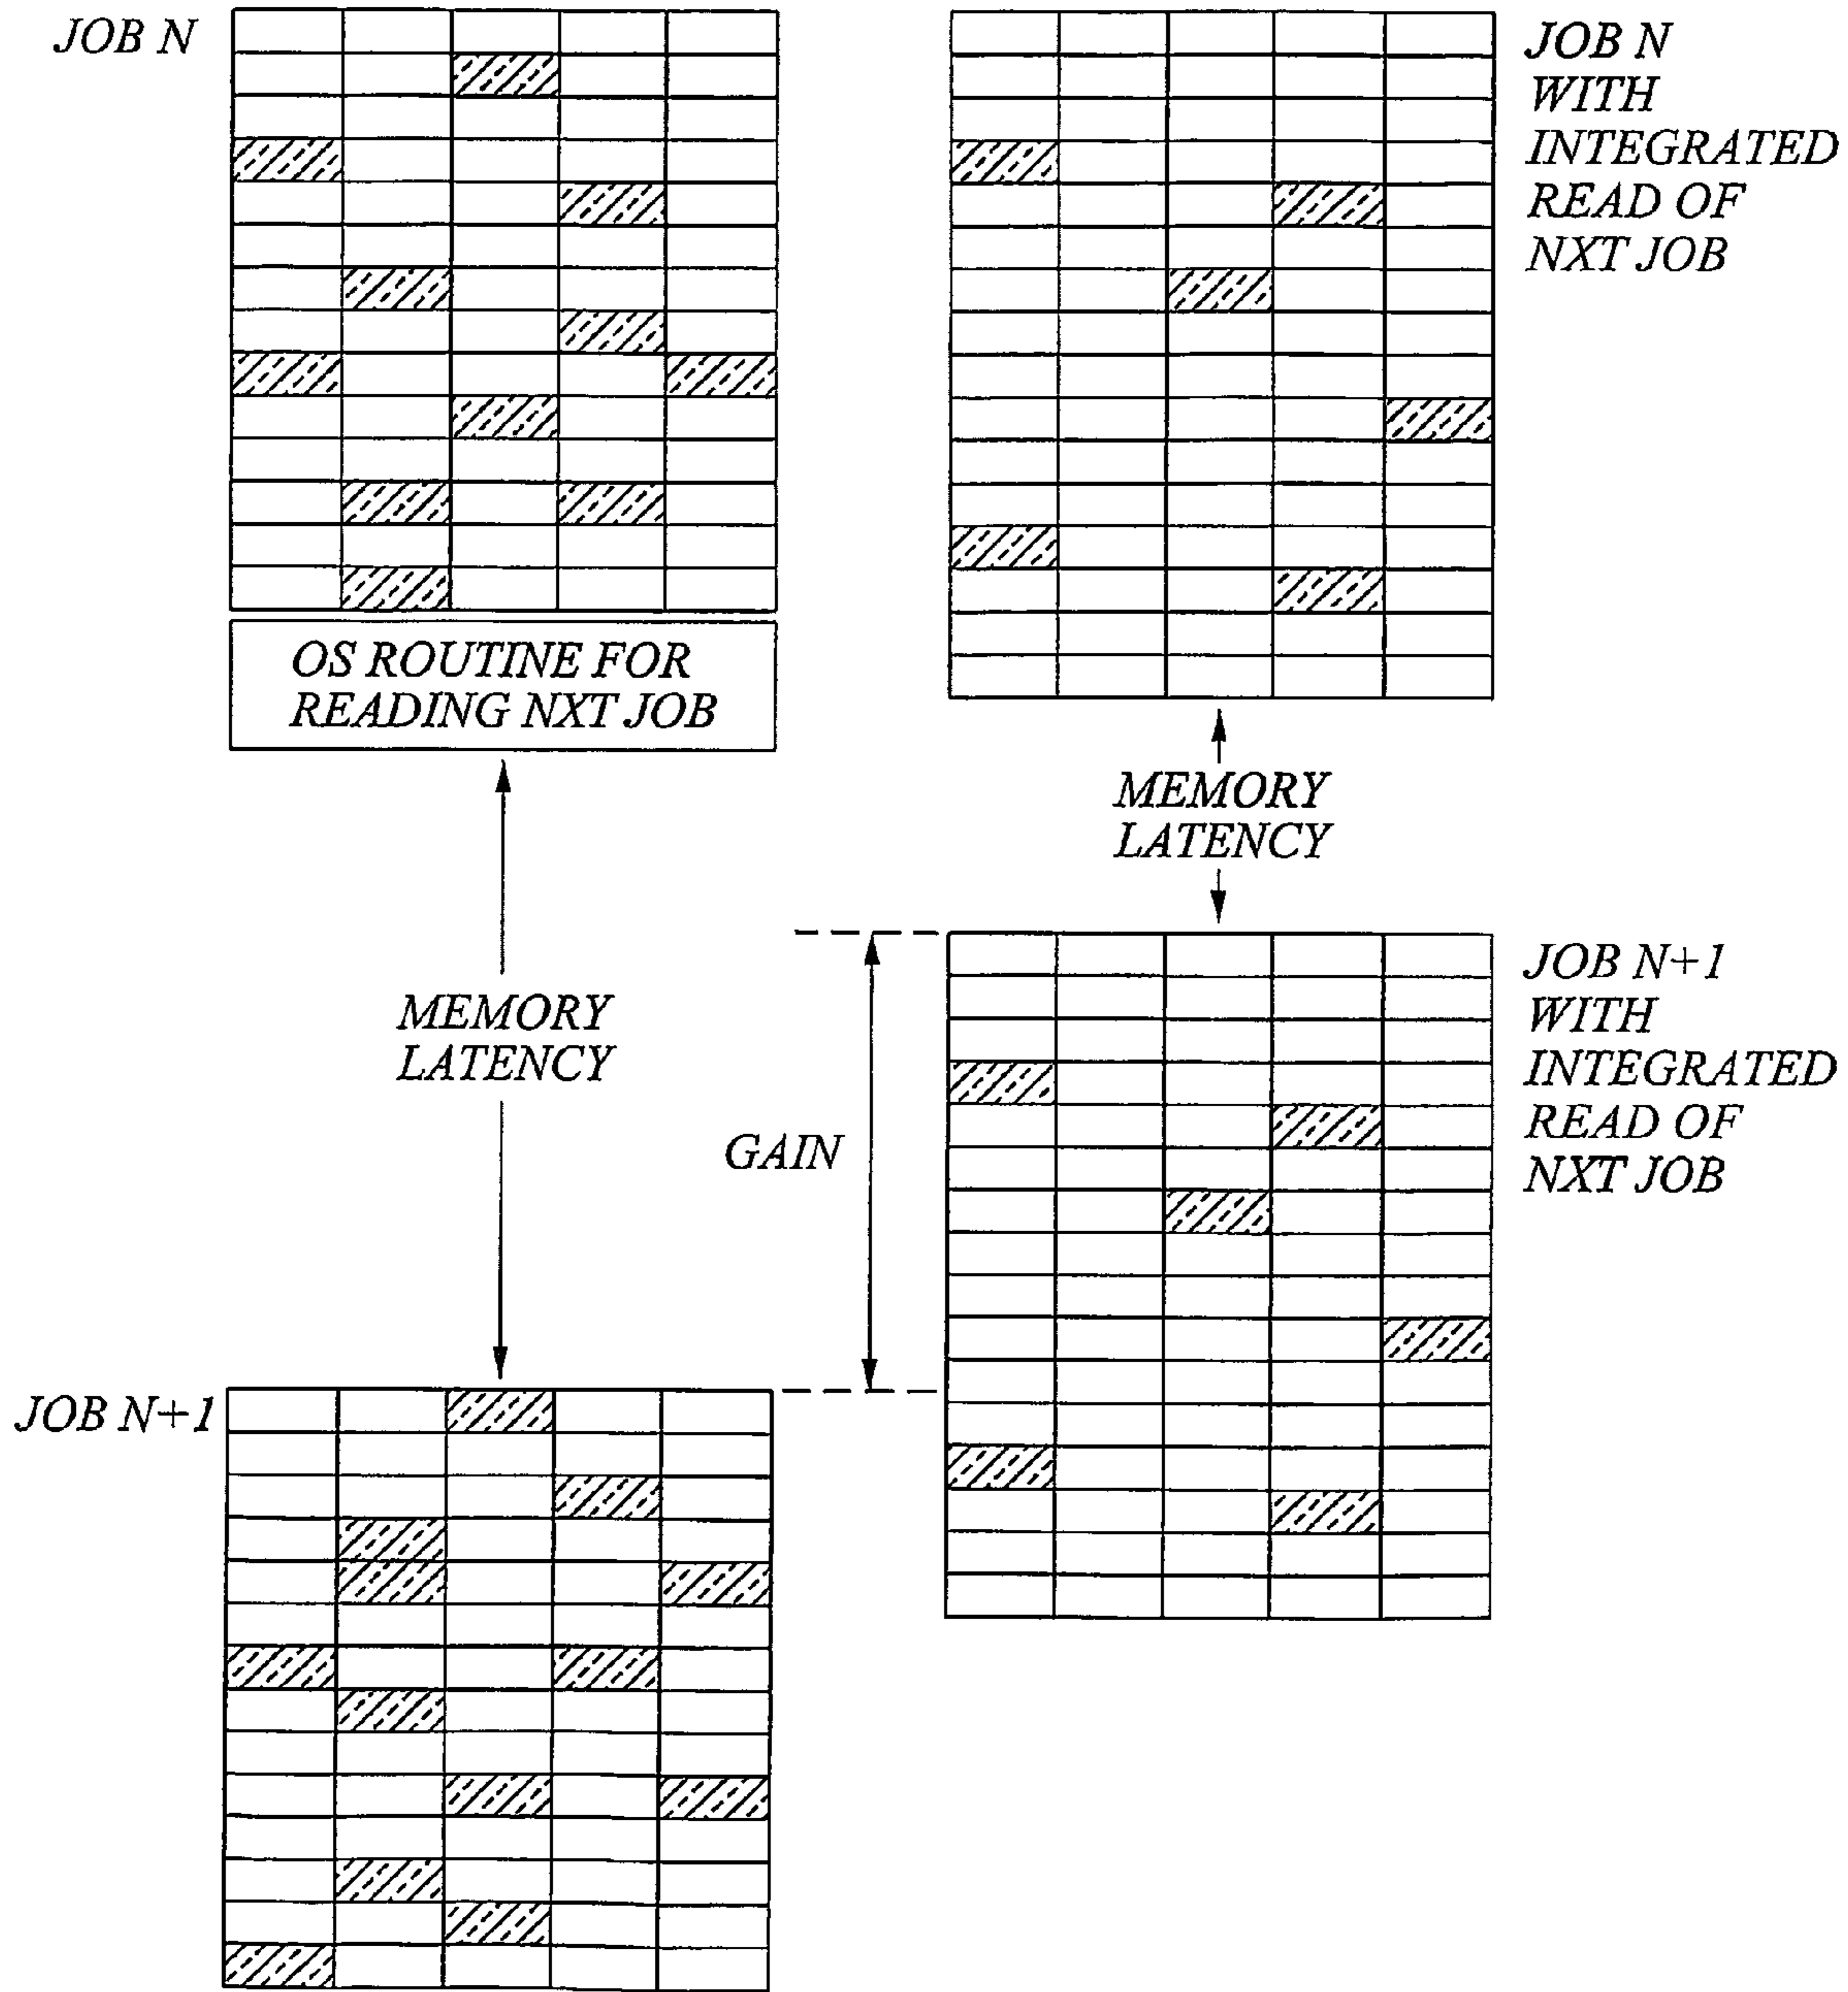 JOB N
OS ROUTINE FOR
READING NXT JOB
MEMORY
LATENCY
JOB N+1
JOB N
WITH
INTEGRATED
READ OF
NXT JOB
MEMORY
LATENCY
GAIN
JOB N+1
WITH
INTEGRATED
READ OF
NXT JOB